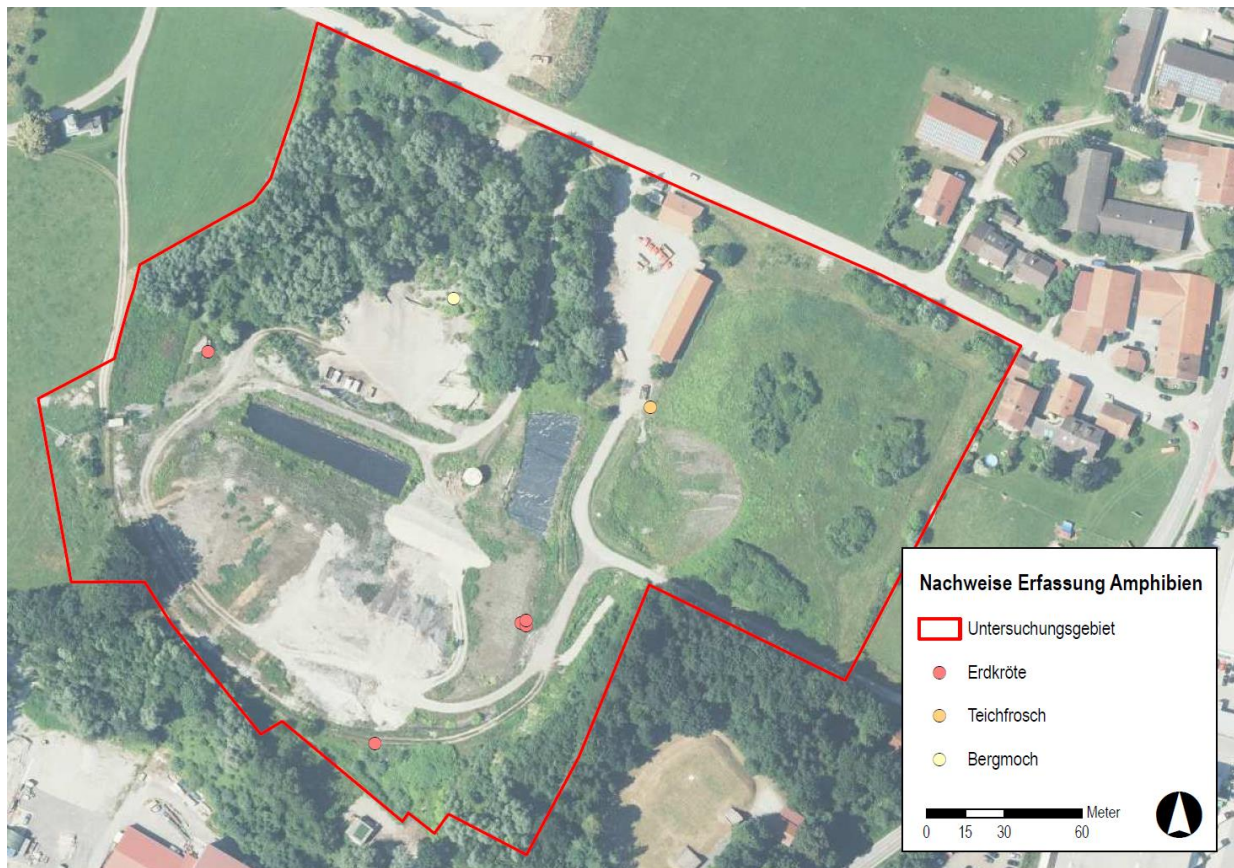 Nachweise Erfassung Amphibien
Untersuchungsgebiet
Erdkröte
Teichfrosch
Bergmoch
Meter
0 15 30 60